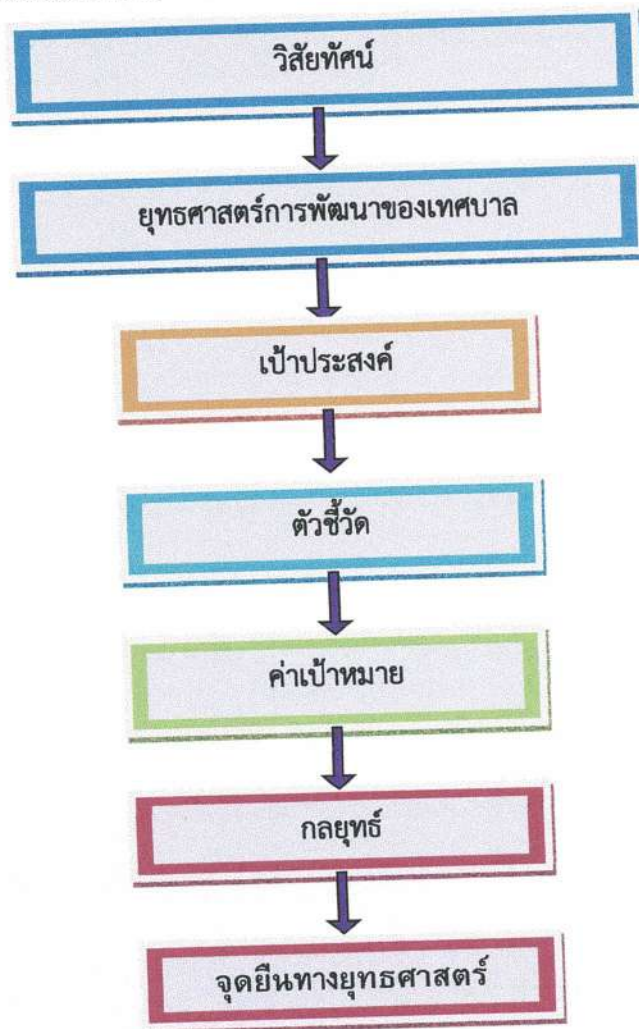 วิสัยทัศน์
ยุทธศาสตร์การพัฒนาของเทศบาล
เป้าประสงค์
ตัวชี้วัด
ค่าเป้าหมาย
กลยุทธ์
จุดยืนทางยุทธศาสตร์